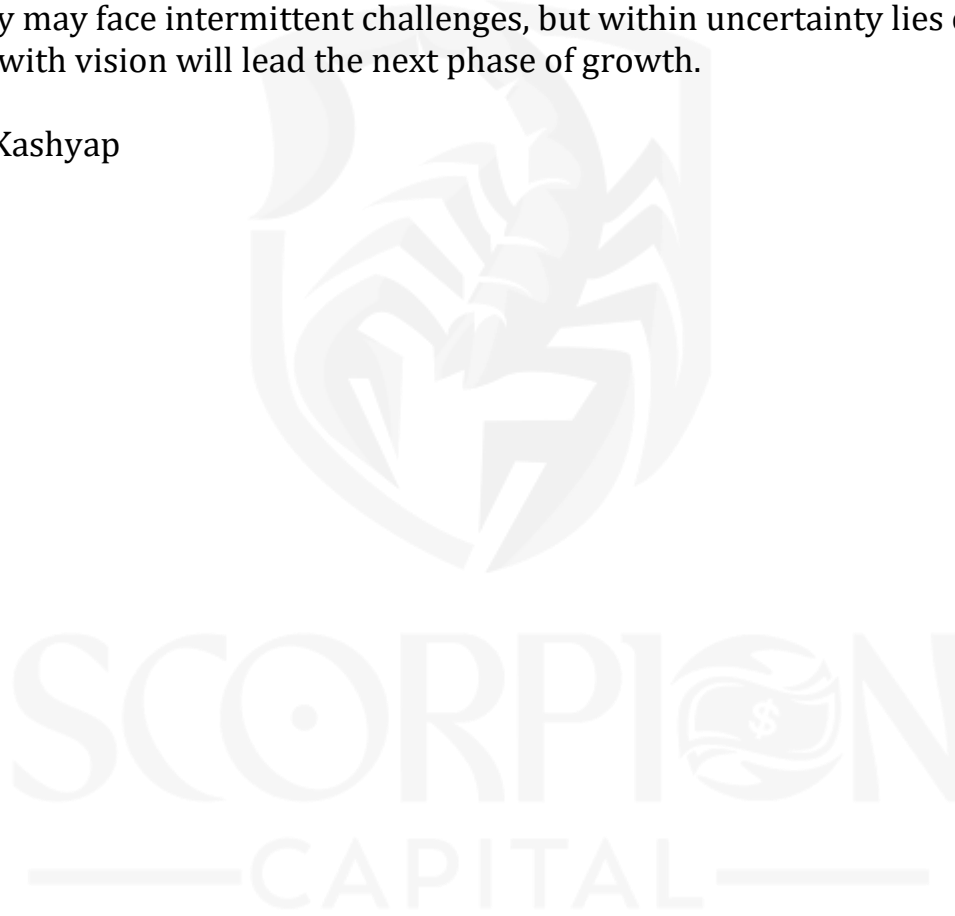 y may face intermittent challenges, but within uncertainty lies
with vision will lead the next phase of growth.
Kashyap
SCORPION
CAPITAL